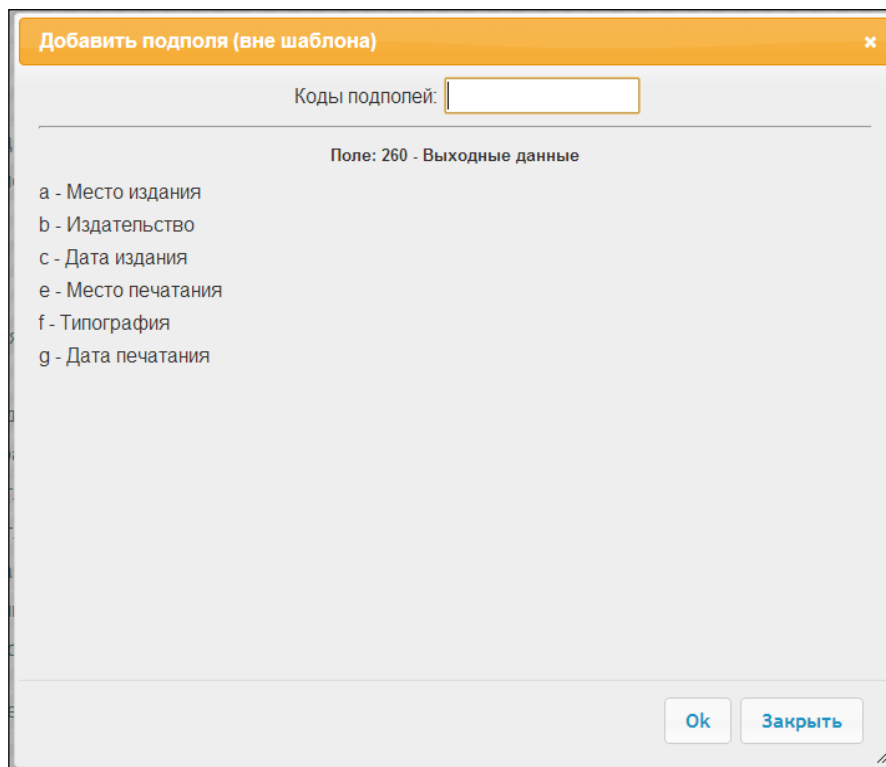 Добавить подполя (вне шаблона)
Коды подполей:
Поле: 260 - Выходные данные
a - Место издания
b - Издательство
c - Дата издания
e - Место печатания
f - Типография
g - Дата печатания
Ok Закрыть